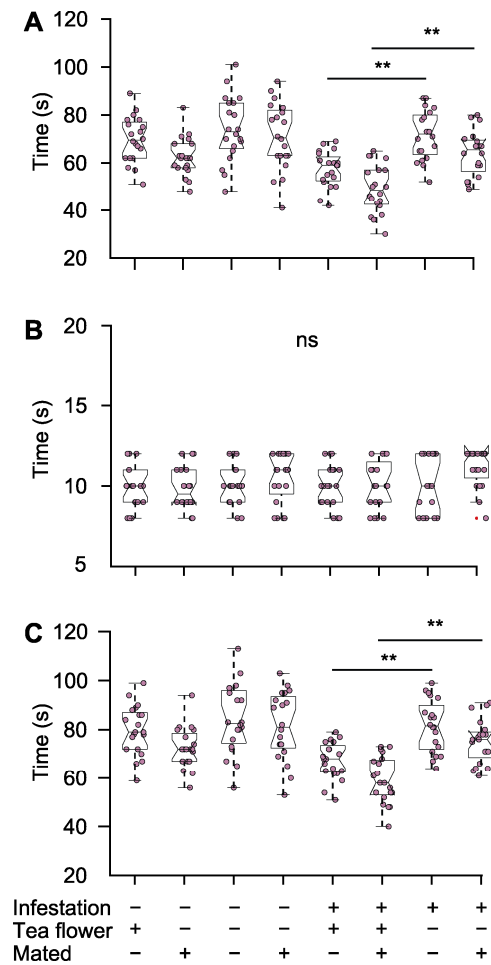 A
Time (s)
120
100
80
60
40
20
**
**
B
Time (s)
20
15
10
5
ns
C
Time (s)
120
100
80
60
40
20
**
**
Infestation − − − − + + + +
Tea flower + − − − + + − −
Mated − + − + − + − +